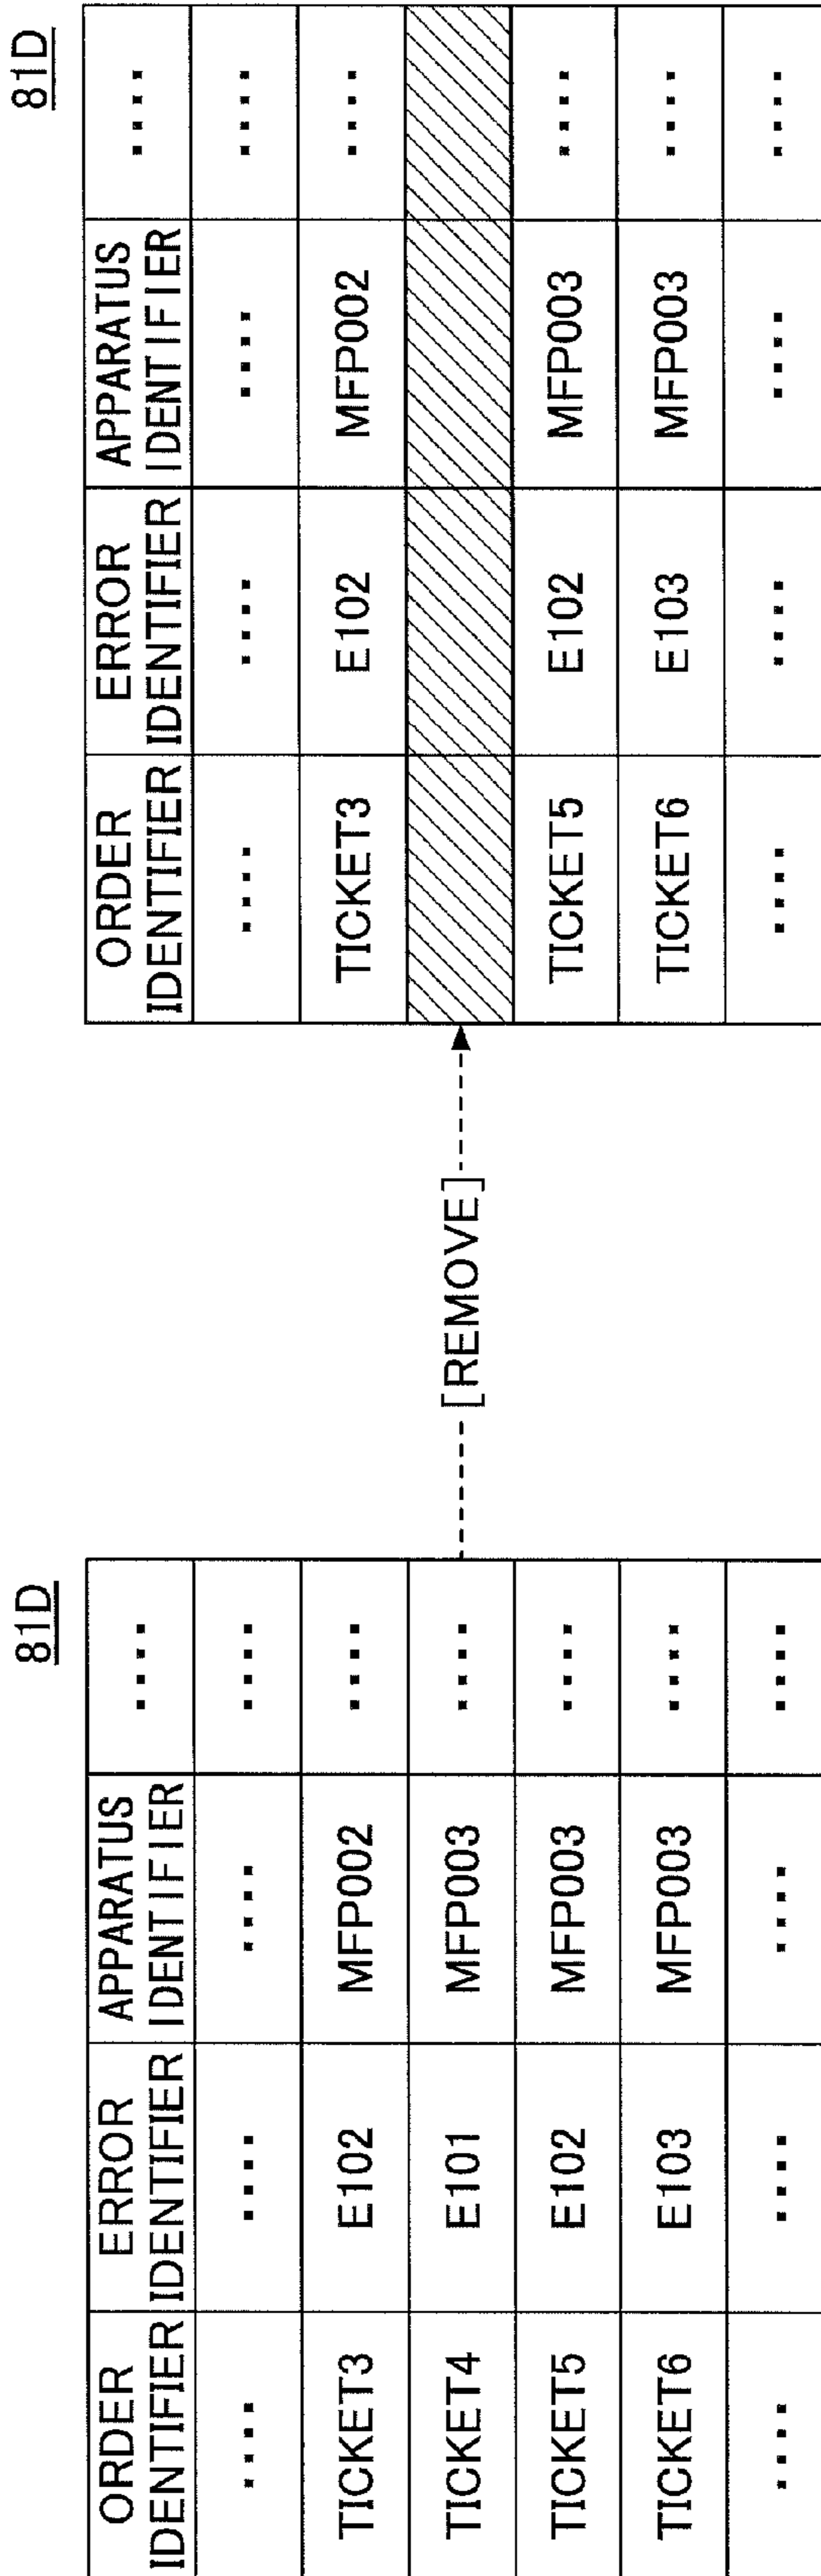 81D
ORDER IDENTIFIER ERROR IDENTIFIER APPARATUS IDENTIFIER ....
.... .... .... ....
TICKET3 E102 MFP002 ....
TICKET4 E101 MFP003 ....
TICKET5 E102 MFP003 ....
TICKET6 E103 MFP003 ....
.... .... .... ....
[REMOVE]
81D
ORDER IDENTIFIER ERROR IDENTIFIER APPARATUS IDENTIFIER ....
.... .... .... ....
TICKET3 E102 MFP002 ....
TICKET5 E102 MFP003 ....
TICKET6 E103 MFP003 ....
.... .... .... ....